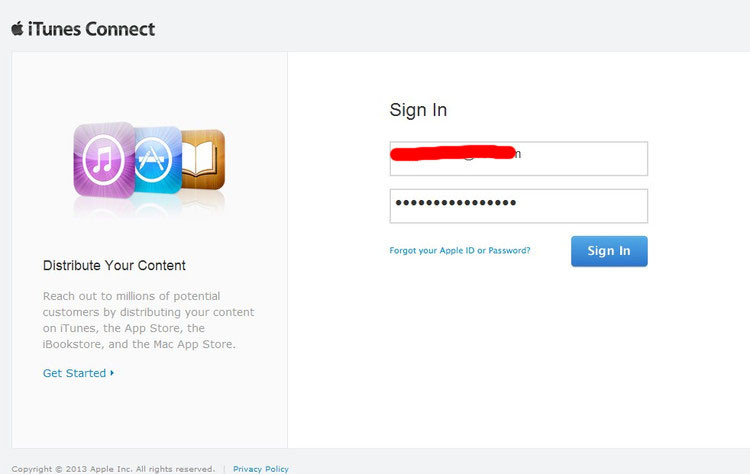 iTunes Connect
Distribute Your Content
Reach out to millions of potential
customers by distributing your content
on iTunes, the App Store, the
iBookstore, and the Mac App Store.
Get Started
Sign In
••••••••••••••••
Forgot your Apple ID or Password?
Sign In
Copyright © 2013 Apple Inc. All rights reserved. | Privacy Policy